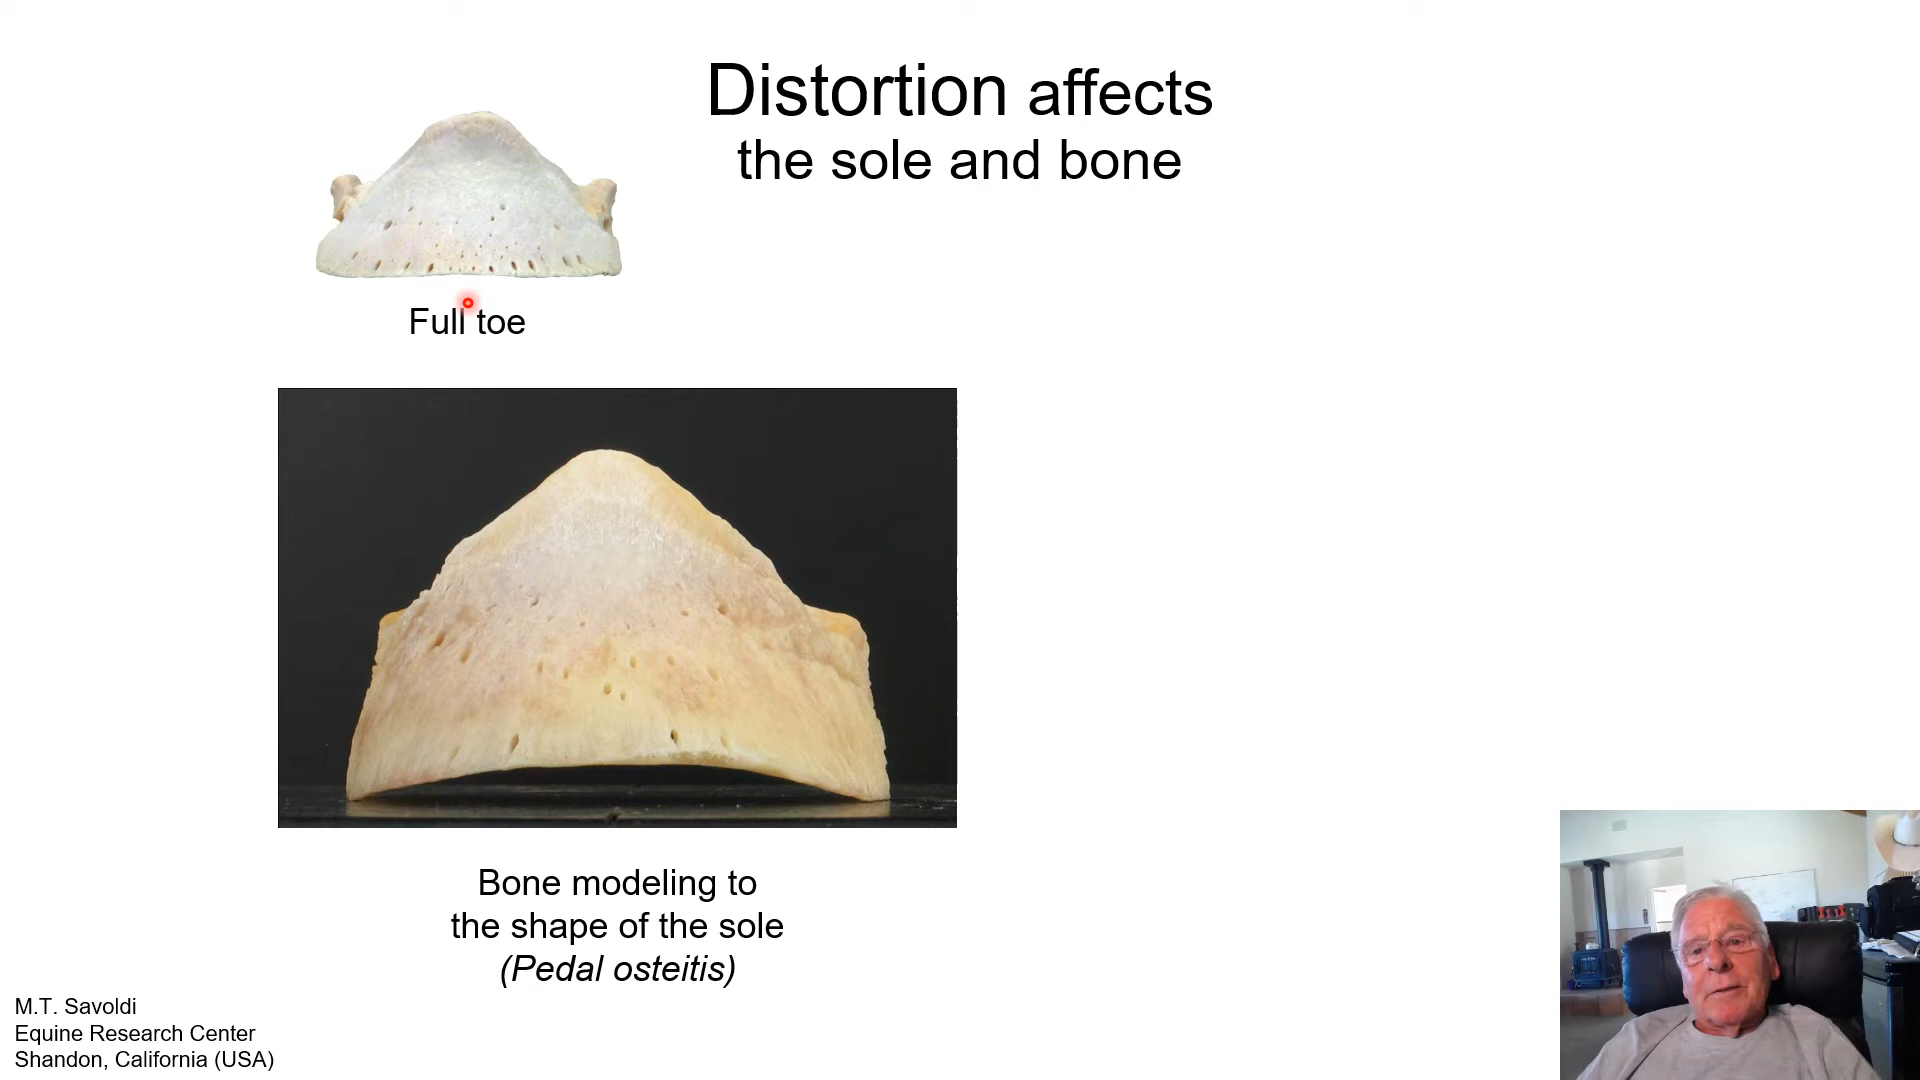 Distortion affects
the sole and bone
Full toe
Bone modeling to
the shape of the sole
(Pedal osteitis)
M.T. Savoldi
Equine Research Center
Shandon, California (USA)